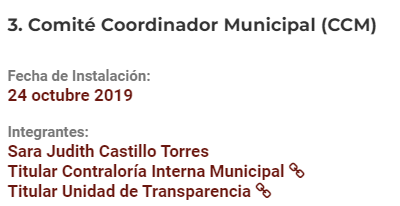 3. Comité Coordinador Municipal (CCM)
Fecha de Instalación:
24 octubre 2019
Integrantes:
Sara Judith Castillo Torres
Titular Contraloría Interna Municipal
Titular Unidad de Transparencia